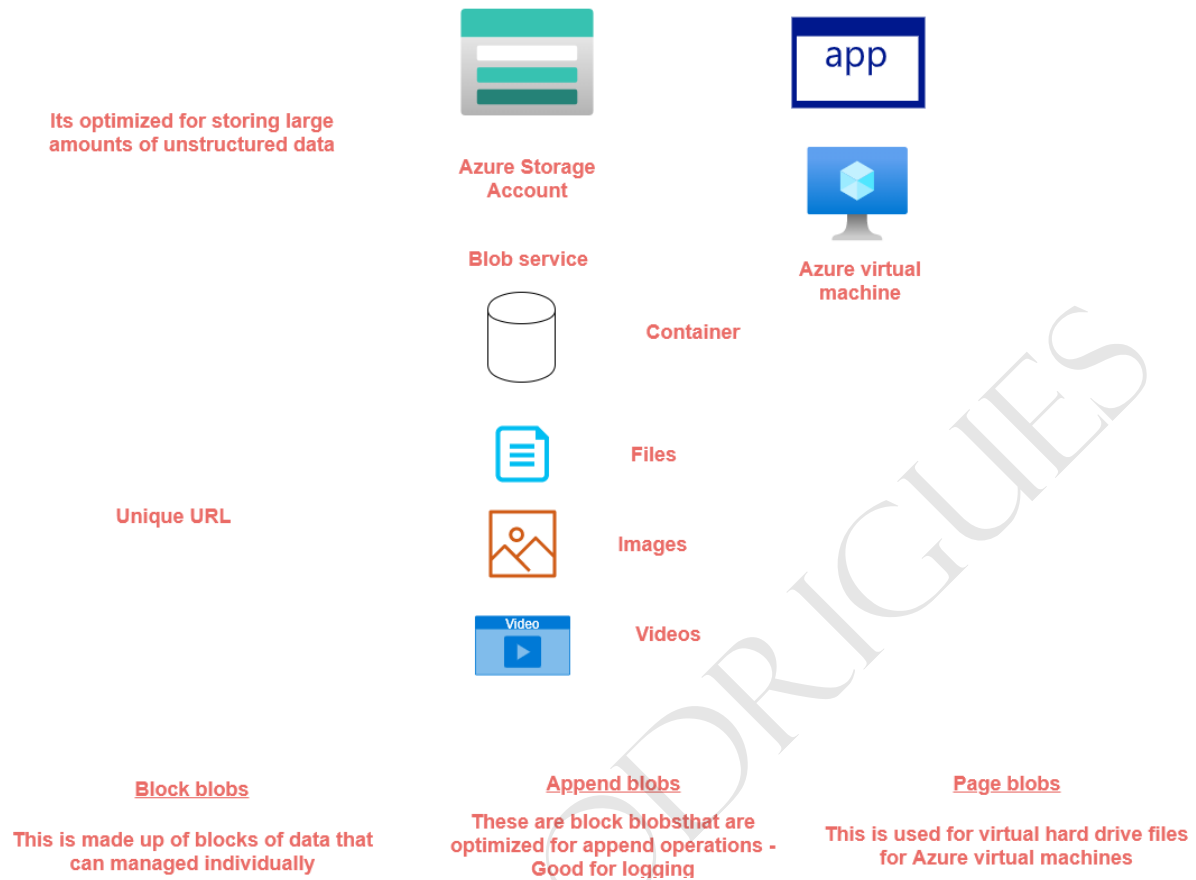 app
Its optimized for storing large
amounts of unstructured data
Azure Storage
Account
Blob service
Azure virtual
machine
Container
Files
Unique URL
Images
Video
Videos
Block blobs
This is made up of blocks of data that
can managed individually
Append blobs
These are block blobsthat are
optimized for append operations -
Good for logging
Page blobs
This is used for virtual hard drive files
for Azure virtual machines
ODRIGUES